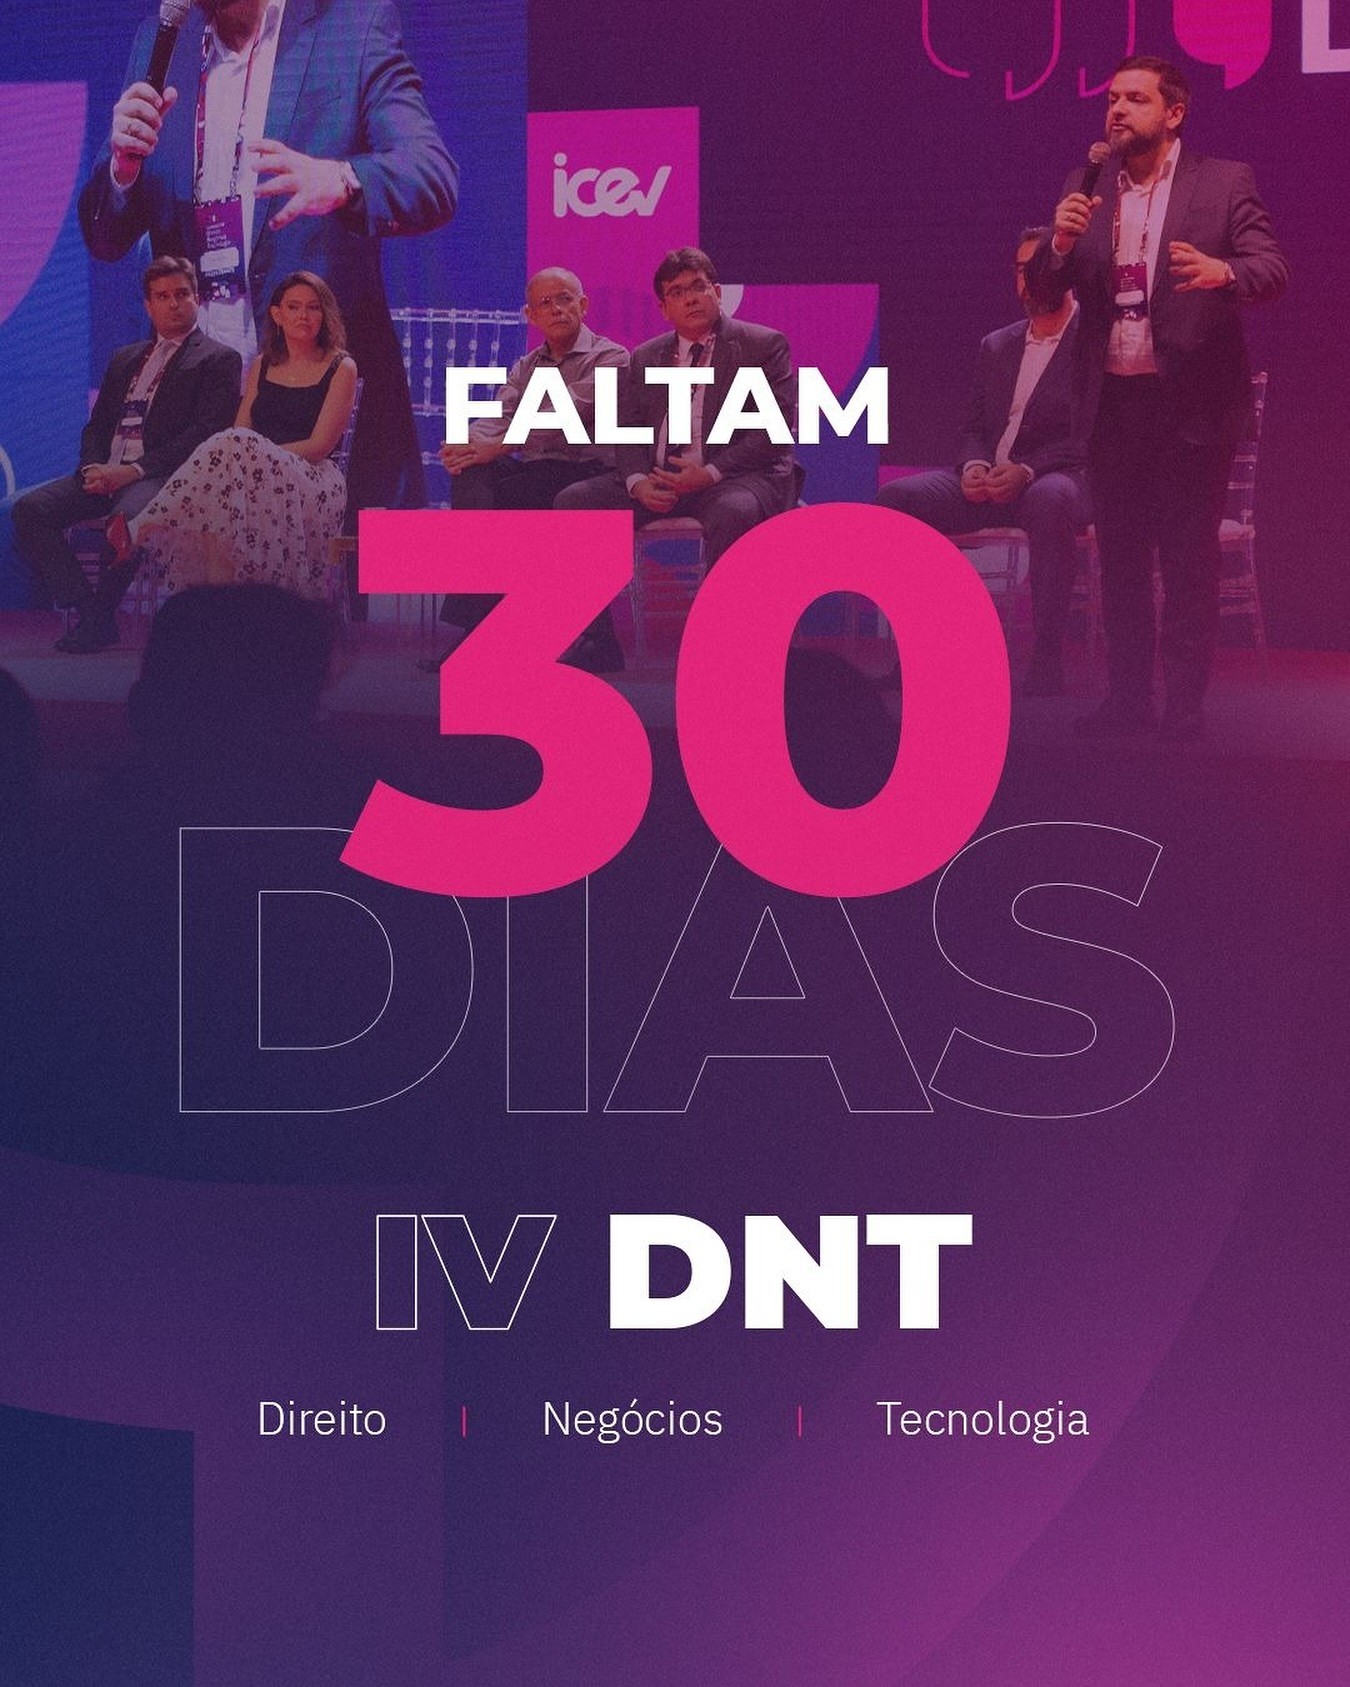 icev
FALTAM
30
DIAS
IV DNT
Direito | Negócios | Tecnologia